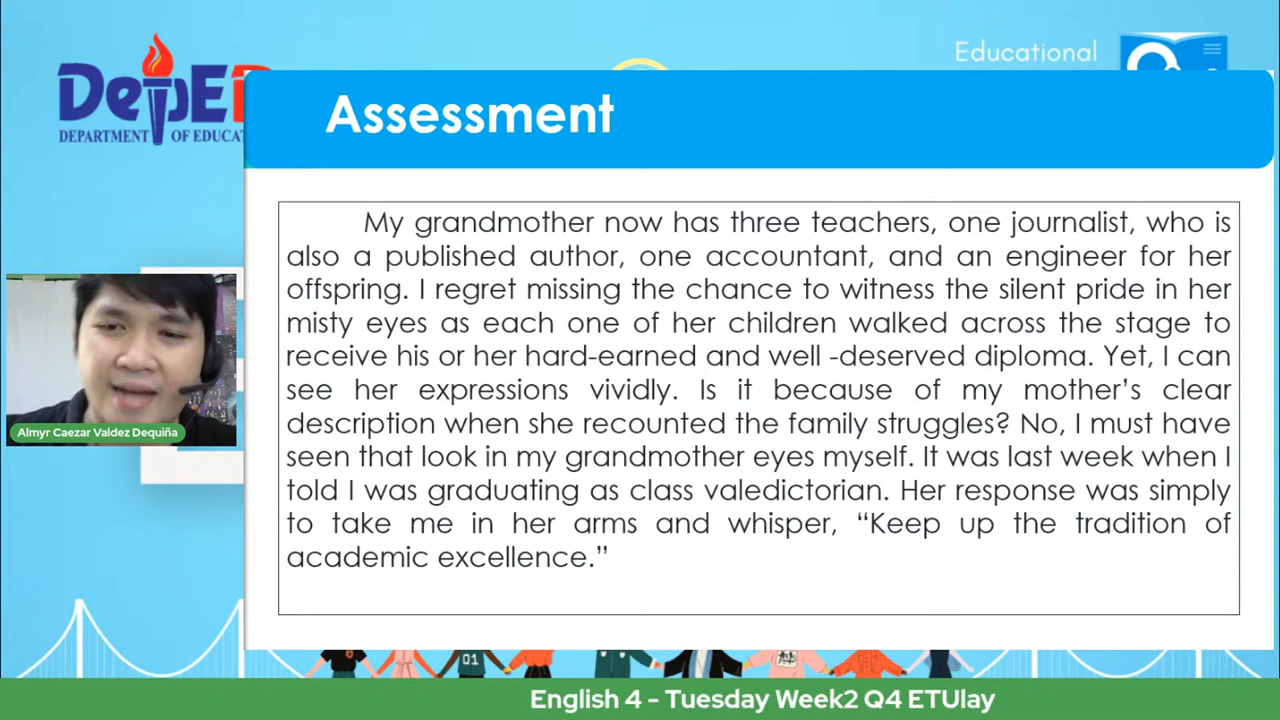 DepE
DEPARTMENT OF EDUCAT
Educational
Assessment
My grandmother now has three teachers, one journalist, who is
also a published author, one accountant, and an engineer for her
offspring. I regret missing the chance to witness the silent pride in her
misty eyes as each one of her children walked across the stage to
receive his or her hard-earned and well -deserved diploma. Yet, I can
see her expressions vividly. Is it because of my mother’s clear
description when she recounted the family struggles? No, I must have
seen that look in my grandmother eyes myself. It was last week when I
told I was graduating as class valedictorian. Her response was simply
to take me in her arms and whisper, “Keep up the tradition of
academic excellence.”
Almyr Caezar Valdez Dequiña
01
English 4 - Tuesday Week2 Q4 ETUlay